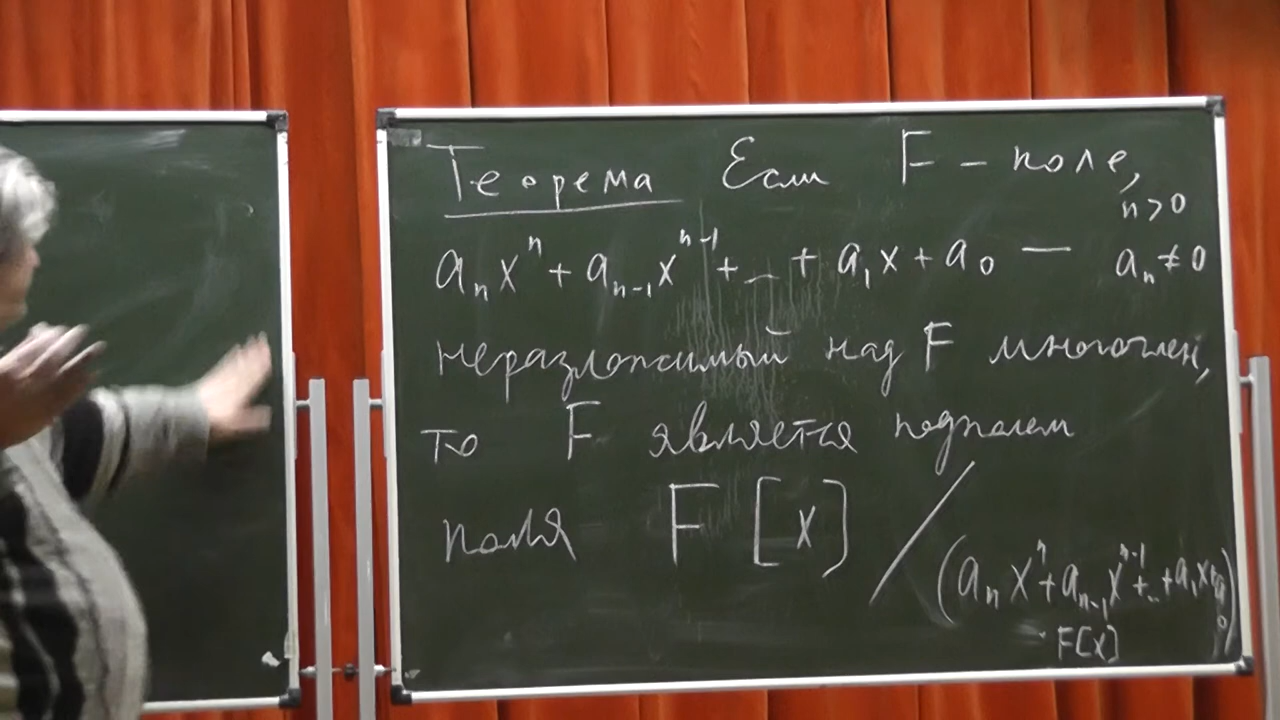 Теорема Если F – поле,
n > 0
aₙxⁿ + aₙ₋₁xⁿ⁻¹ + ... + a₁x + a₀ — aₙ ≠ 0
неразложимый над F многочлен,
то F является подполем
поля F[x] / (aₙxⁿ + aₙ₋₁xⁿ⁻¹ + ... + a₁x + a₀)
· F[x]